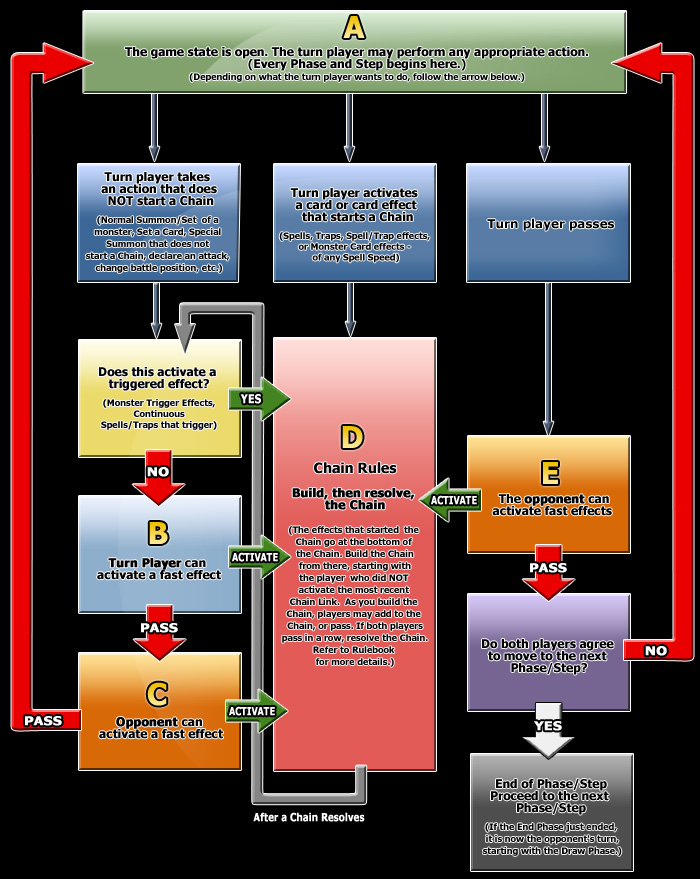 A
The game state is open. The turn player may perform any appropriate action.
(Every Phase and Step begins here.)
(Depending on what the turn player wants to do, follow the arrow below.)
Turn player takes
an action that does
NOT start a Chain
(Normal Summon/Set of a
monster, Set a Card, Special
Summon that does not
start a Chain, declare an attack,
change battle position, etc.)
Turn player activates
a card or card effect
that starts a Chain
(Spells, Traps, Spell/Trap effects,
or Monster Card effects -
of any Spell Speed)
Turn player passes
Does this activate a
triggered effect?
(Monster Trigger Effects,
Continuous
Spells/Traps that trigger)
YES
NO
B
Turn Player can
activate a fast effect
ACTIVATE
PASS
C
Opponent can
activate a fast effect
ACTIVATE
PASS
D
Chain Rules
Build, then resolve,
the Chain
(The effects that started the
Chain go at the bottom of
the Chain. Build the Chain
from there, starting with
the player who did NOT
activate the most recent
Chain Link. As you build the
Chain, players may add to the
Chain, or pass. If both players
pass in a row, resolve the Chain.
Refer to Rulebook
for more details.)
After a Chain Resolves
E
The opponent can
activate fast effects
ACTIVATE
PASS
Do both players agree
to move to the next
Phase/Step?
NO
YES
End of Phase/Step
Proceed to the next
Phase/Step
(If the End Phase just ended,
it is now the opponent's turn,
starting with the Draw Phase.)